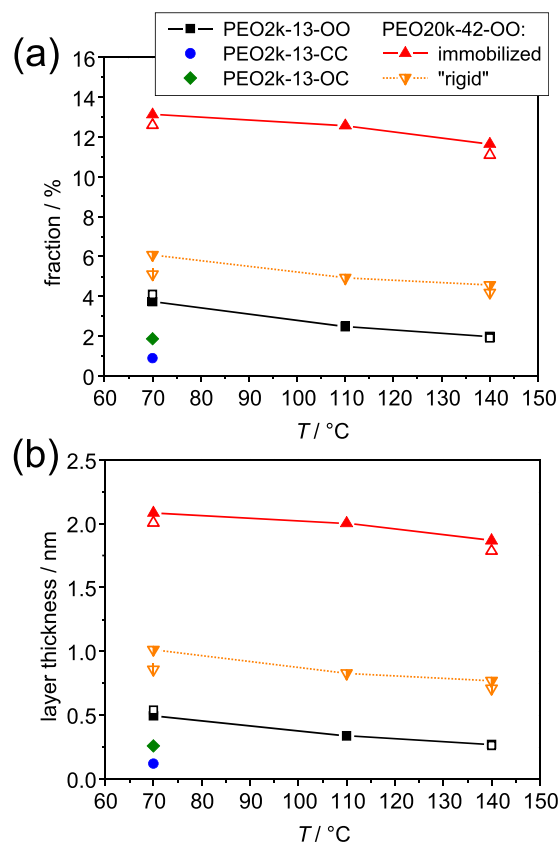 (a)
PEO2k-13-OO PEO20k-42-OO:
PEO2k-13-CC immobilized
PEO2k-13-OC "rigid"
16
14
12
10
8
6
4
2
0
fraction / %
60 70 80 90 100 110 120 130 140 150
T / °C
(b)
2.5
2.0
1.5
1.0
0.5
0.0
layer thickness / nm
60 70 80 90 100 110 120 130 140 150
T / °C